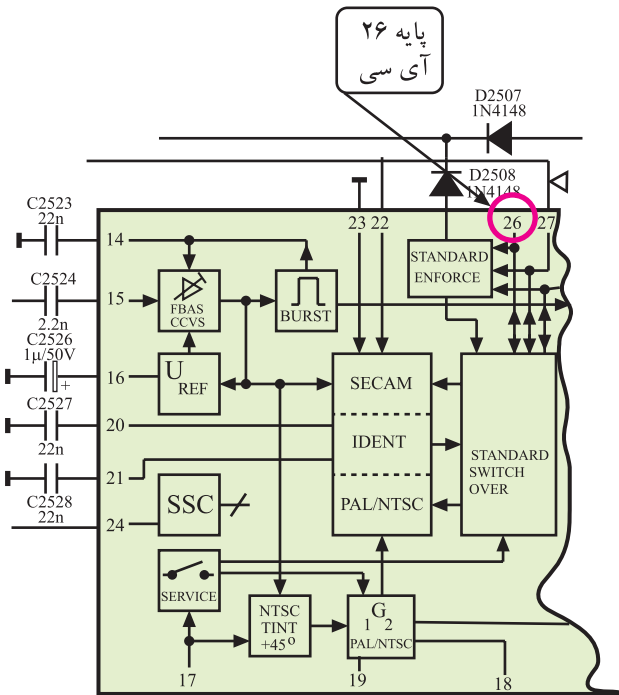 پایه ۲۶
آی سی
D2507
1N4148
D2508
1N4148
C2523
22n
14
23 22
26
27
STANDARD
ENFORCE
C2524
2.2n
15
FBAS
CCVS
BURST
C2526
1µ/50V
+
16
U REF
SECAM
IDENT
PAL/NTSC
STANDARD
SWITCH
OVER
C2527
22n
20
21
C2528
22n
24
SSC
SERVICE
NTSC
TINT
+45°
G
1 2
PAL/NTSC
17
19
18